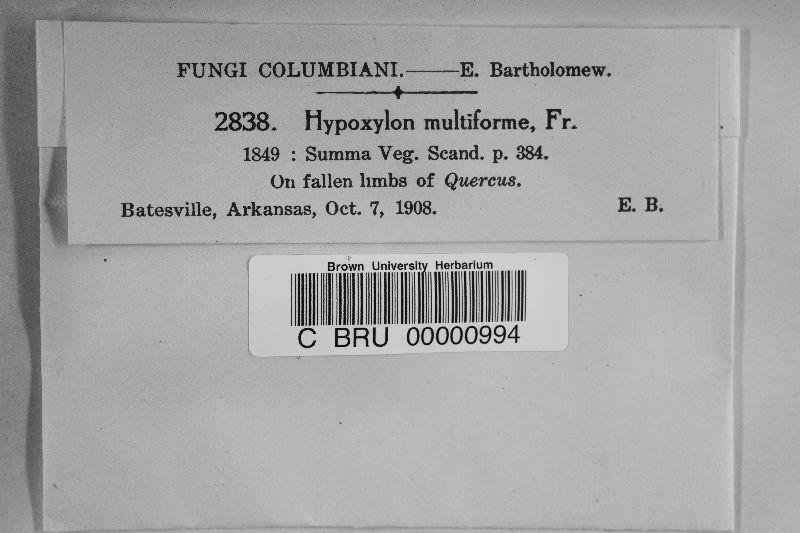 FUNGI COLUMBIANI.——E. Bartholomew.
2838. Hypoxylon multiforme, Fr.
1849 : Summa Veg. Scand. p. 384.
On fallen limbs of Quercus.
Batesville, Arkansas, Oct. 7, 1908. E. B.
Brown University Herbarium
C BRU 00000994